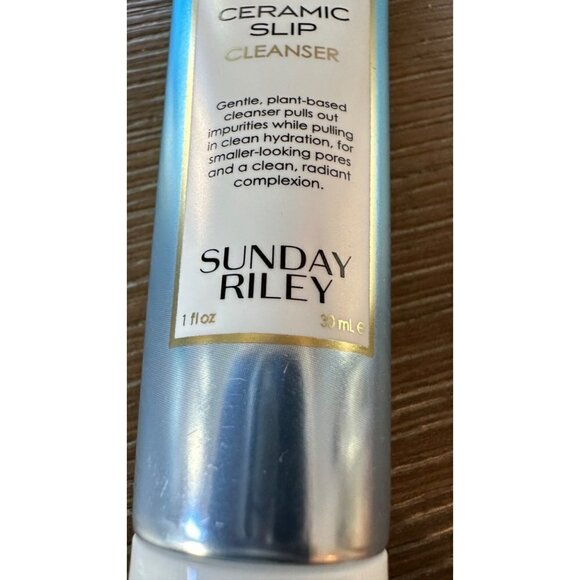 CERAMIC
SLIP
CLEANSER
Gentle, plant-based
cleanser pulls out
impurities while pulling
in clean hydration, for
smaller-looking pores
and a clean, radiant
complexion.
SUNDAY
RILEY
1 fl oz 30 mL ℮